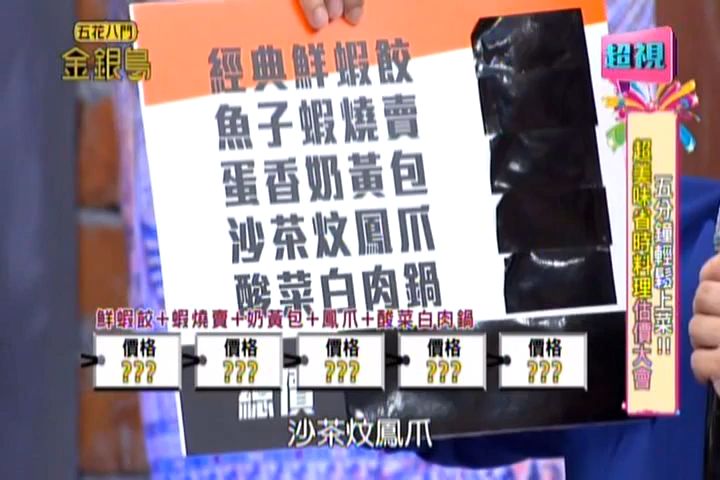 五花八門
金銀島
超視
經典鮮蝦餃
魚子蝦燒賣
蛋香奶黃包
沙茶炆鳳爪
酸菜白肉鍋
五分鐘輕鬆上菜!!
超美味省時料理估價大會
鮮蝦餃+蝦燒賣+奶黃包+鳳爪+酸菜白肉鍋
價格 價格 價格 價格 價格
??? ??? ??? ??? ???
總價
沙茶炆鳳爪